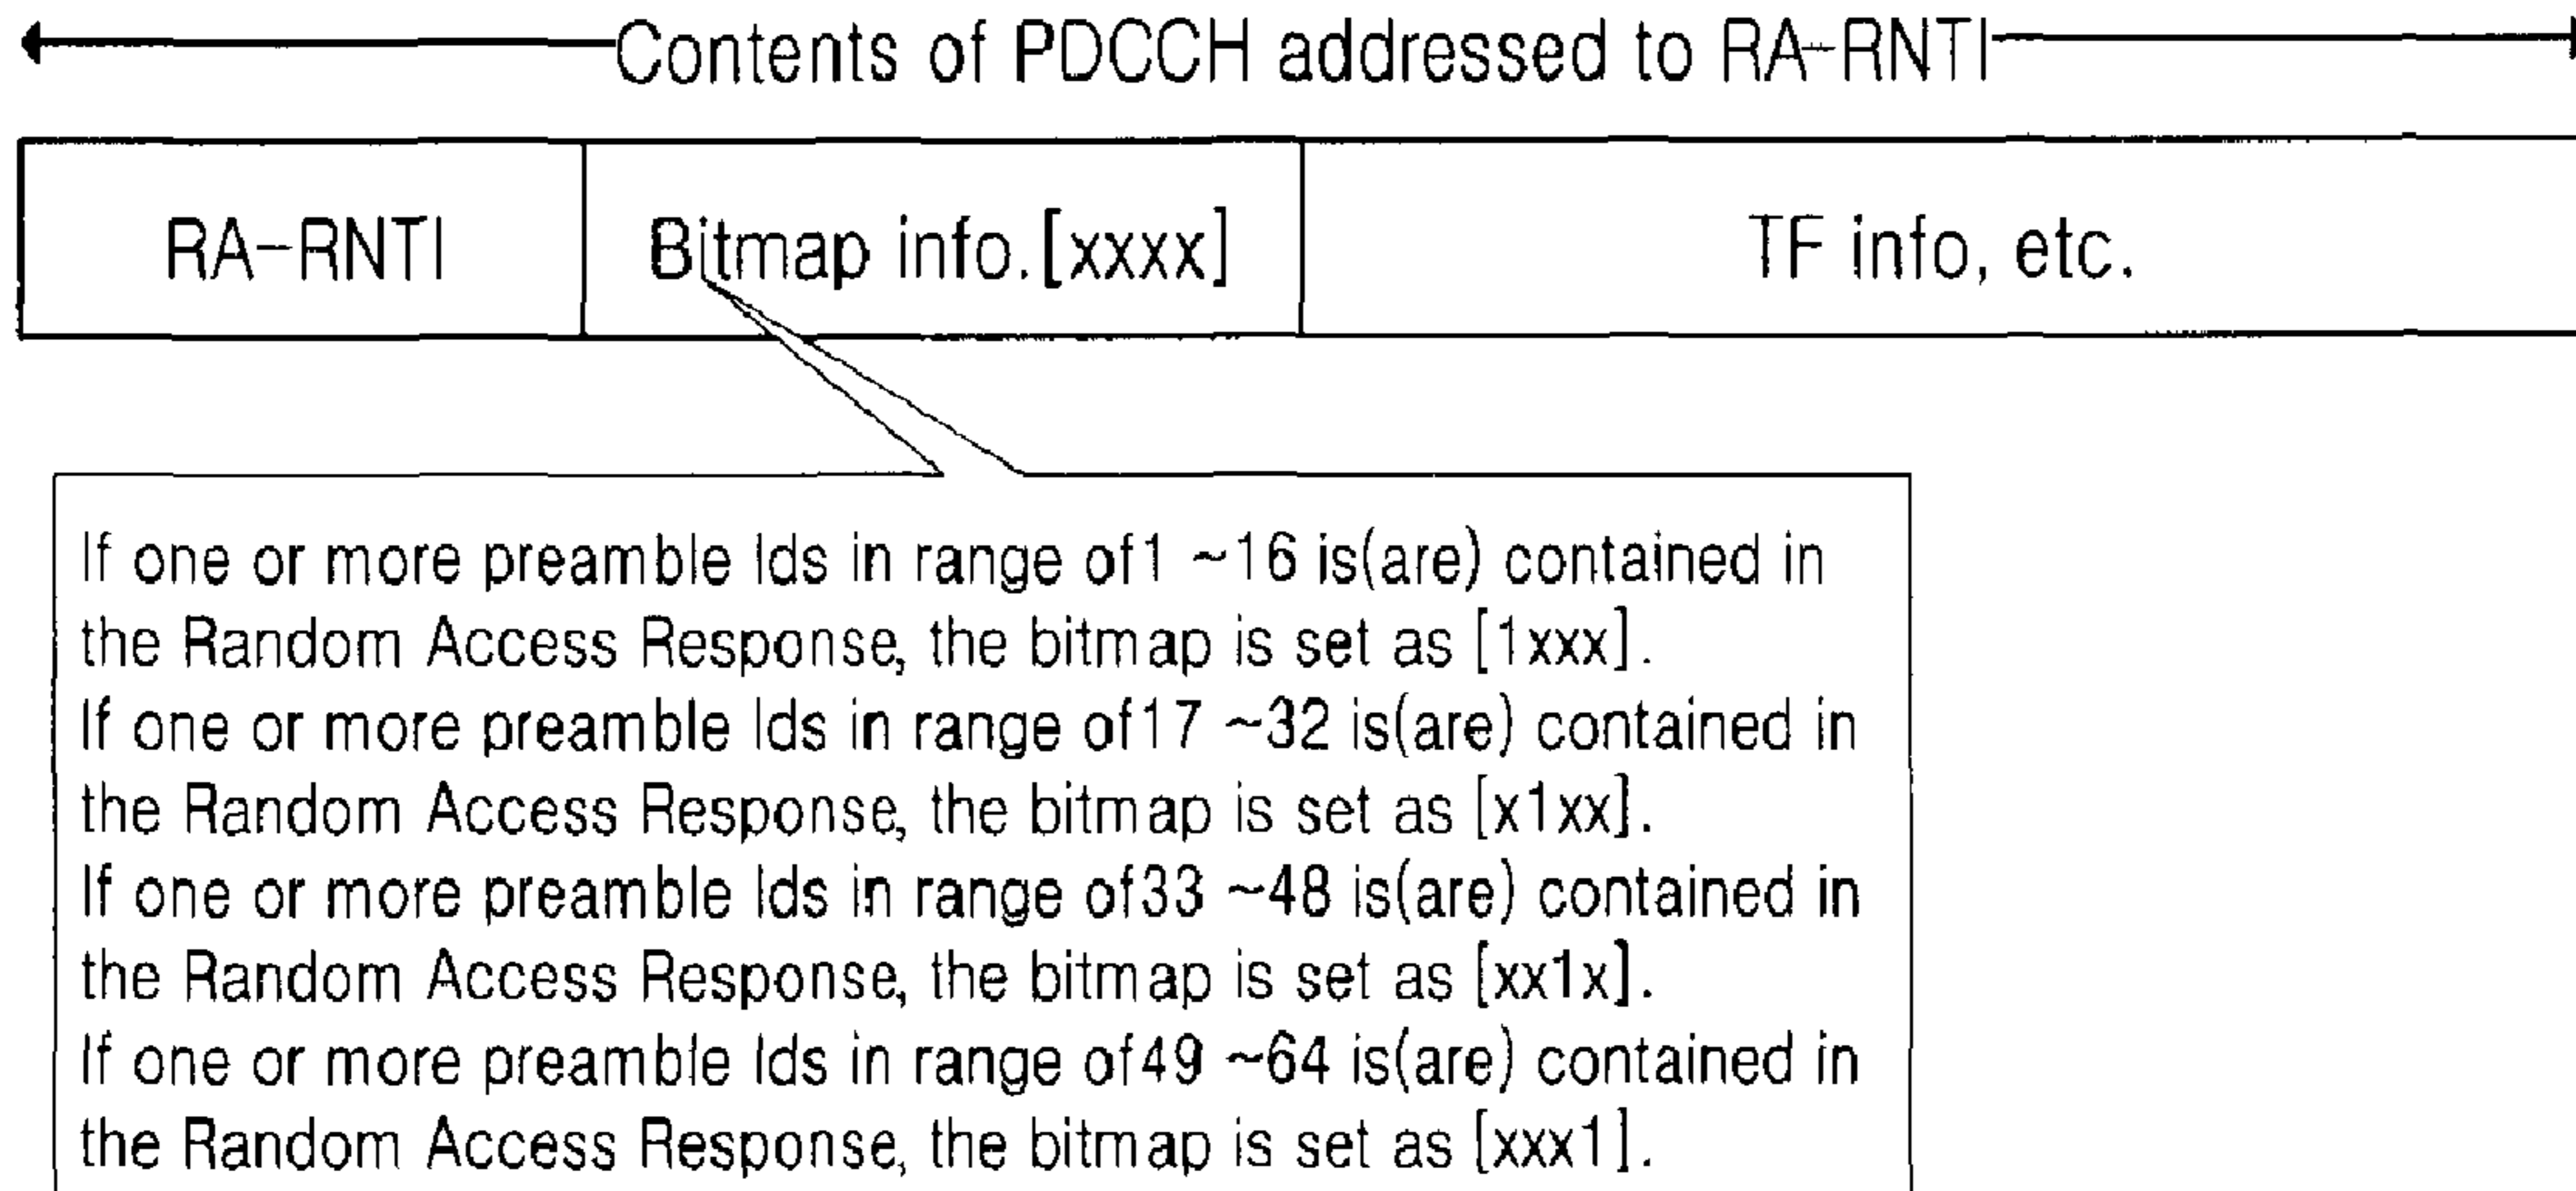 Contents of PDCCH addressed to RA-RNTI
RA-RNTI
Bitmap info.[xxxx]
TF info, etc.
If one or more preamble Ids in range of1 ~16 is(are) contained in
the Random Access Response, the bitmap is set as [1xxx].
If one or more preamble Ids in range of17 ~32 is(are) contained in
the Random Access Response, the bitmap is set as [x1xx].
If one or more preamble Ids in range of33 ~48 is(are) contained in
the Random Access Response, the bitmap is set as [xx1x].
If one or more preamble Ids in range of49 ~64 is(are) contained in
the Random Access Response, the bitmap is set as [xxx1].